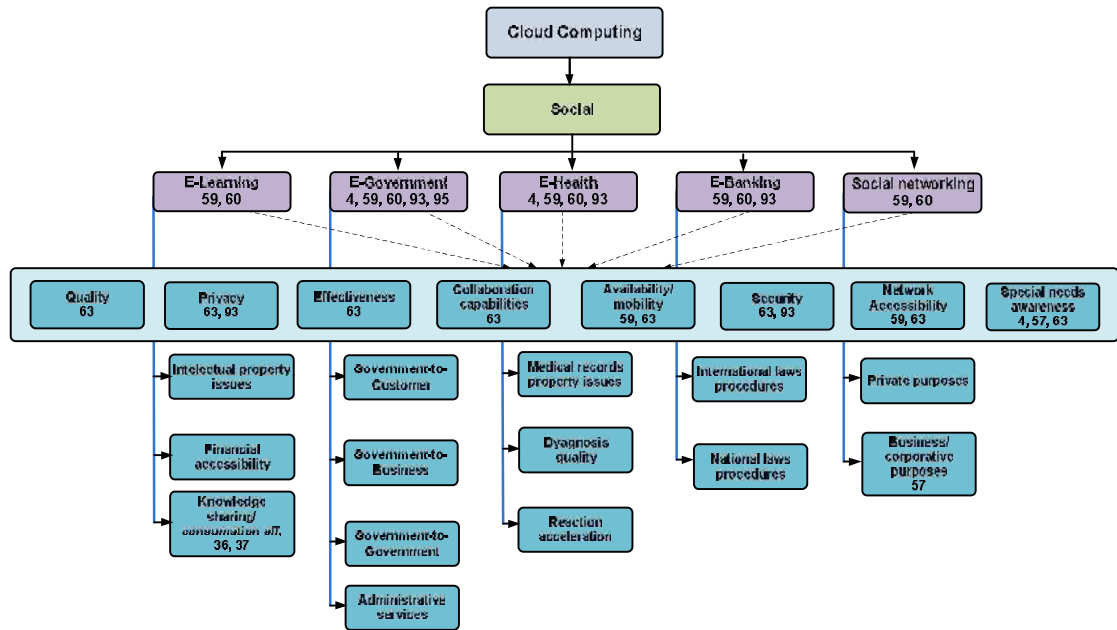 Cloud Computing
Social
E-Learning
59, 60
E-Government
4, 59, 60, 93, 95
E-Health
4, 59, 60, 93
E-Banking
59, 60, 93
Social networking
59, 60
Quality
63
Privacy
63, 93
Effectiveness
63
Collaboration
capabilities
63
Availability/
mobility
59, 63
Security
63, 93
Network
Accessibility
59, 63
Special needs
awareness
4, 57, 63
Intelectual property
issues
Financial
accessibility
Knowledge
sharing/
consumption eff.
36, 37
Government-to-
Customer
Government-to-
Business
Government-to-
Government
Administrative
services
Medical records
property issues
Dyagnosis
quality
Reaction
acceleration
International laws
procedures
National laws
procedures
Private purposes
Business/
corporative
purposes
57